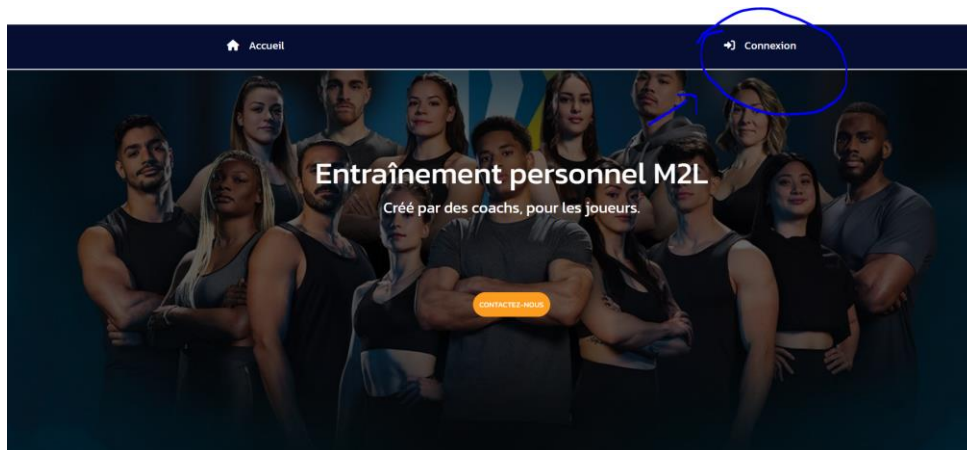 Accueil
Connexion
Entraînement personnel M2L
Créé par des coachs, pour les joueurs.
CONTACTEZ-NOUS